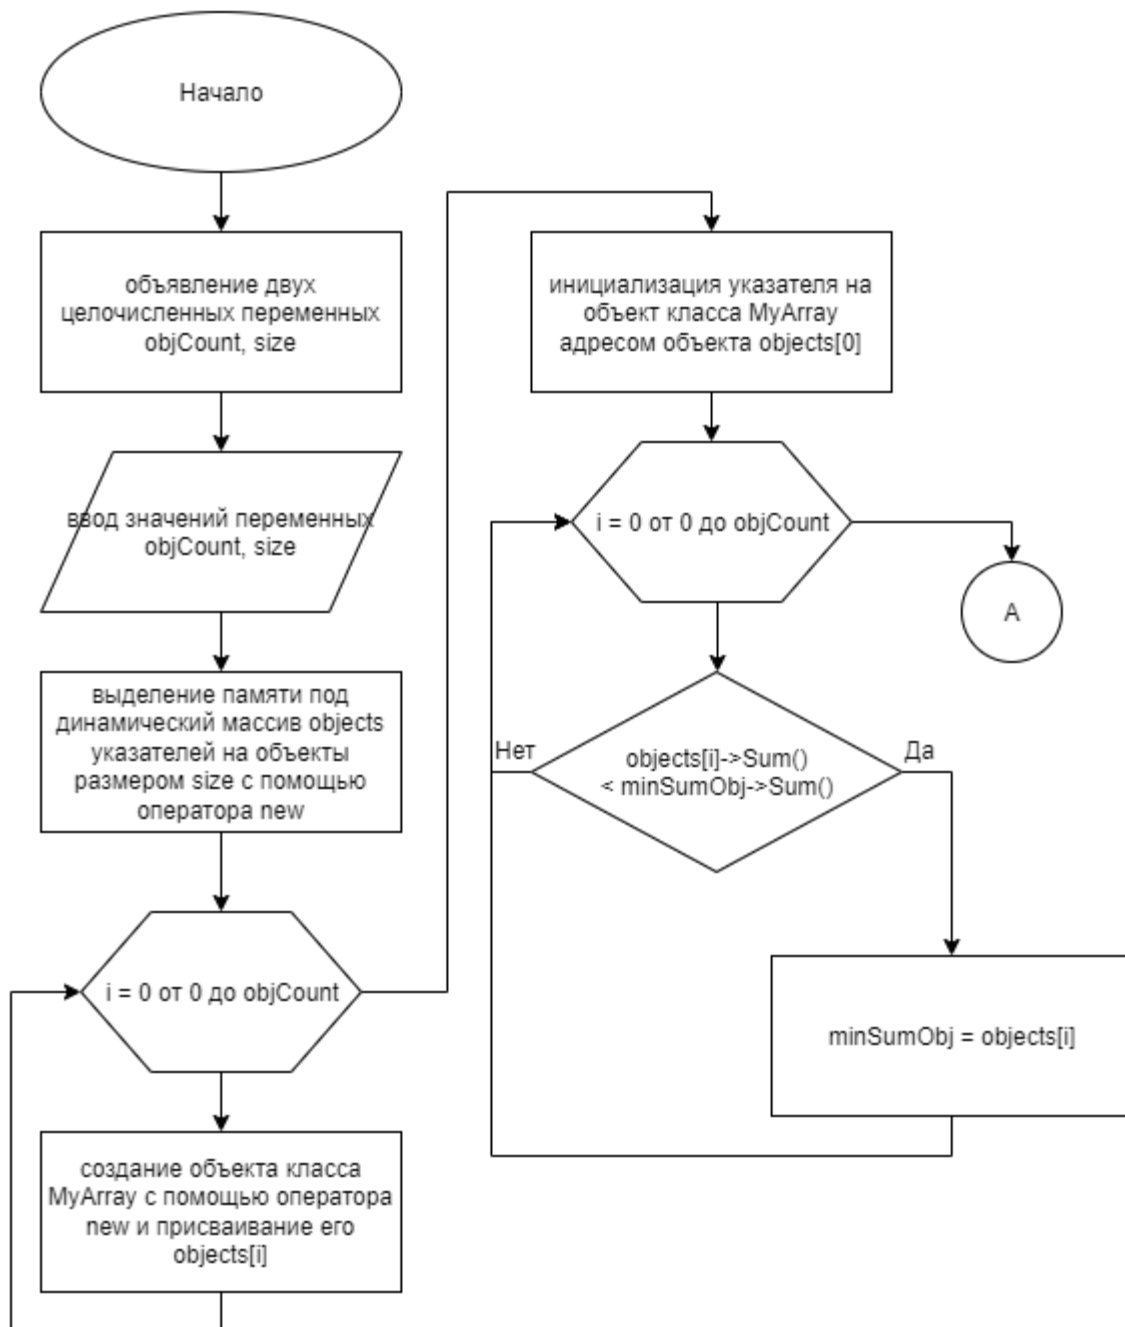 Начало
объявление двух
целочисленных переменных
objCount, size
ввод значений переменных
objCount, size
выделение памяти под
динамический массив objects
указателей на объекты
размером size с помощью
оператора new
i = 0 от 0 до objCount
создание объекта класса
MyArray с помощью оператора
new и присваивание его
objects[i]
инициализация указателя на
объект класса MyArray
адресом объекта objects[0]
i = 0 от 0 до objCount
A
Нет
objects[i]->Sum()
< minSumObj->Sum()
Да
minSumObj = objects[i]